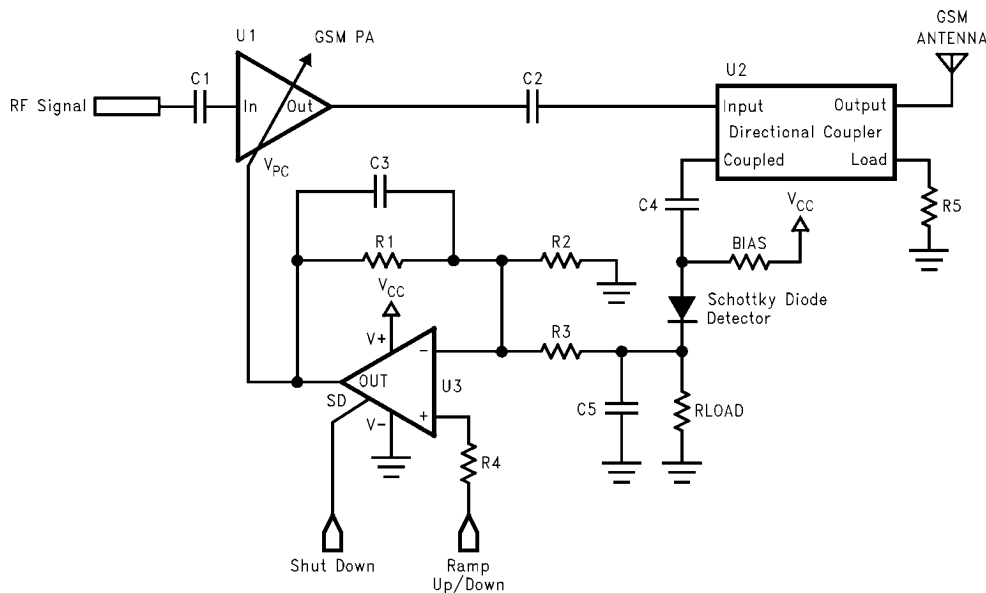 GSM
ANTENNA
U1
GSM PA
C1
C2
U2
RF Signal
In
Out
Input
Output
Directional Coupler
Coupled
Load
VPC
C3
C4
VCC
R5
R1
R2
BIAS
VCC
Schottky Diode
Detector
V+
R3
−
OUT
U3
SD
C5
RLOAD
+
V−
R4
Shut Down
Ramp
Up/Down